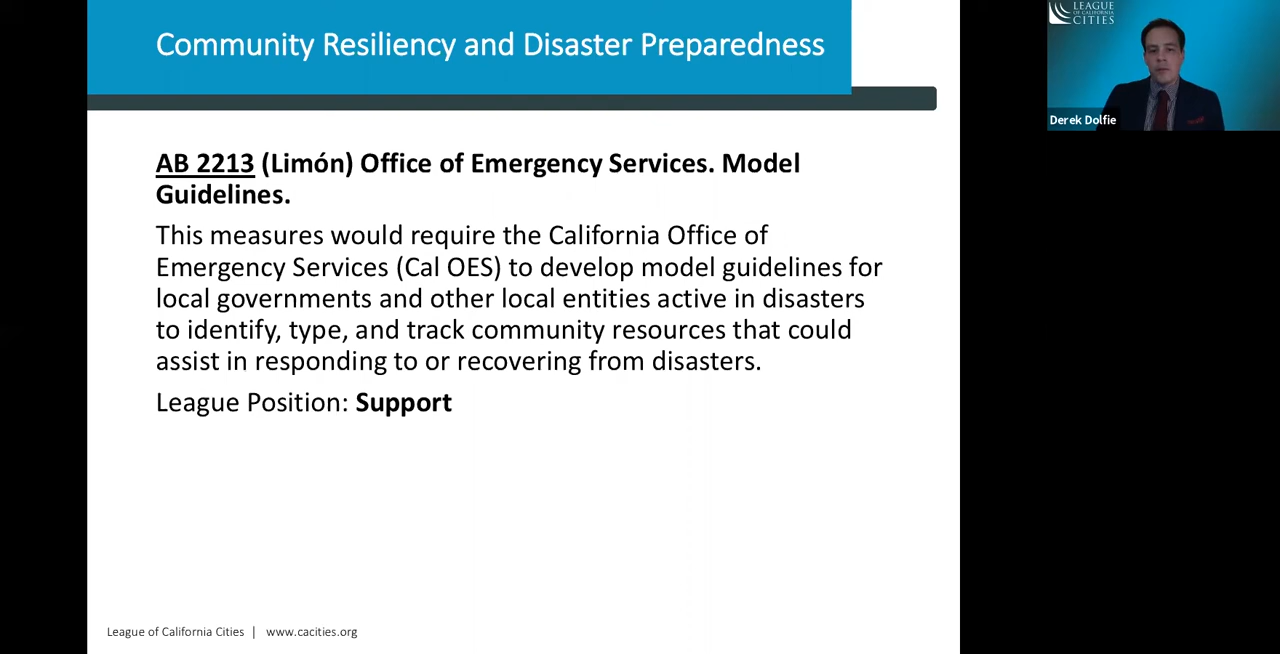 Community Resiliency and Disaster Preparedness
AB 2213 (Limón) Office of Emergency Services. Model
Guidelines.
This measures would require the California Office of
Emergency Services (Cal OES) to develop model guidelines for
local governments and other local entities active in disasters
to identify, type, and track community resources that could
assist in responding to or recovering from disasters.
League Position: Support
League of California Cities | www.cacities.org
LEAGUE
OF CALIFORNIA
CITIES
Derek Dolfie